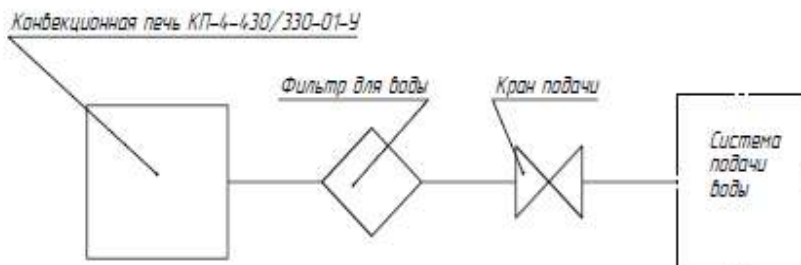 Конвекционная печь КП-4-430/330-01-У
Фильтр для воды
Кран подачи
Система
подачи
воды